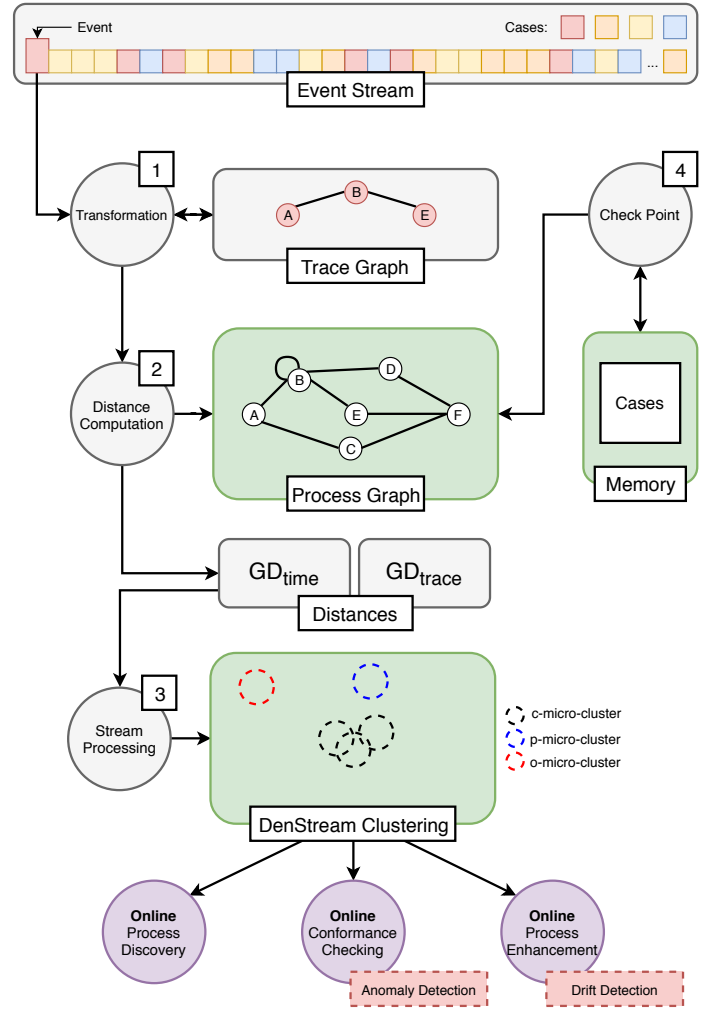 Event
Cases:
...
Event Stream
1
Transformation
A
B
E
Trace Graph
4
Check Point
2
Distance
Computation
A
B
D
E
F
C
Process Graph
Cases
Memory
GDtime
GDtrace
Distances
3
Stream
Processing
c-micro-cluster
p-micro-cluster
o-micro-cluster
DenStream Clustering
Online
Process
Discovery
Online
Conformance
Checking
Anomaly Detection
Online
Process
Enhancement
Drift Detection